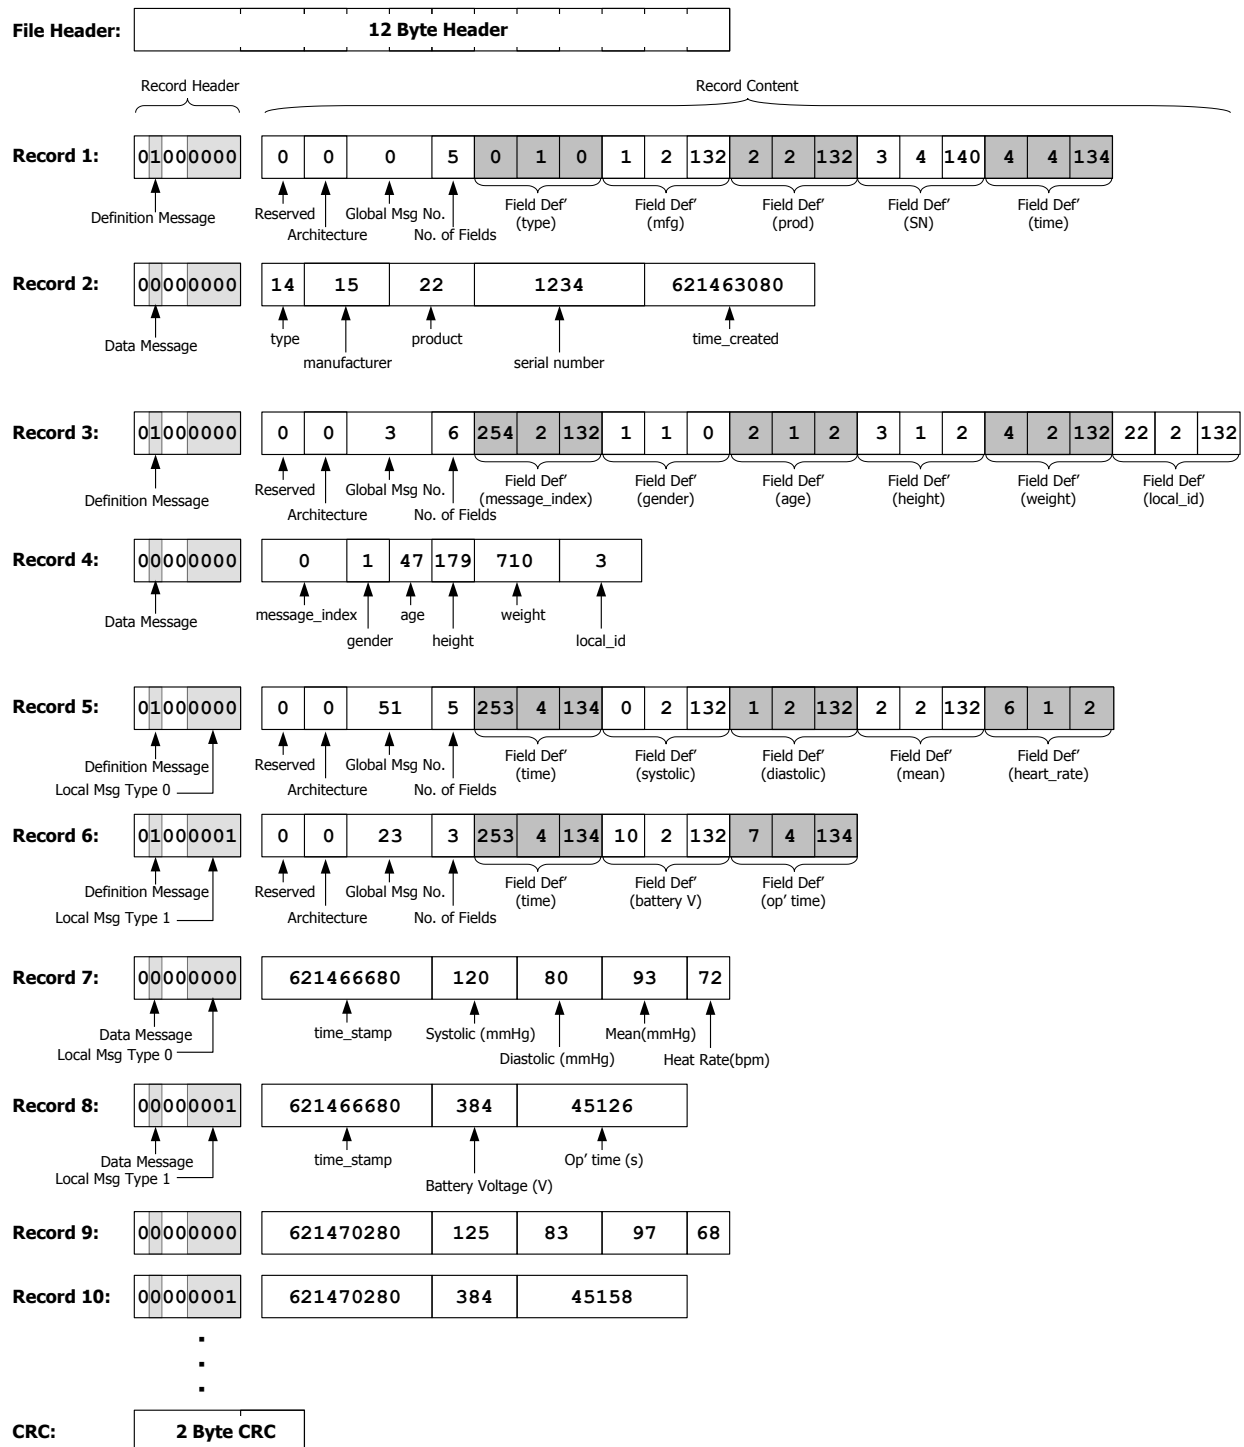 File Header: 12 Byte Header
Record Header Record Content
Record 1: 01000000 0 0 0 5 0 1 0 1 2 132 2 2 132 3 4 140 4 4 134
Definition Message Reserved Global Msg No. Field Def’ Field Def’ Field Def’ Field Def’ Field Def’
Architecture No. of Fields (type) (mfg) (prod) (SN) (time)
Record 2: 00000000 14 15 22 1234 621463080
Data Message type product time_created
manufacturer serial number
Record 3: 01000000 0 0 3 6 254 2 132 1 1 0 2 1 2 3 1 2 4 2 132 22 2 132
Definition Message Reserved Global Msg No. Field Def’ Field Def’ Field Def’ Field Def’ Field Def’ Field Def’
Architecture No. of Fields (message_index) (gender) (age) (height) (weight) (local_id)
Record 4: 00000000 0 1 47 179 710 3
Data Message message_index age weight
gender height local_id
Record 5: 01000000 0 0 51 5 253 4 134 0 2 132 1 2 132 2 2 132 6 1 2
Definition Message Reserved Global Msg No. Field Def’ Field Def’ Field Def’ Field Def’ Field Def’
Local Msg Type 0 Architecture No. of Fields (time) (systolic) (diastolic) (mean) (heart_rate)
Record 6: 01000001 0 0 23 3 253 4 134 10 2 132 7 4 134
Definition Message Reserved Global Msg No. Field Def’ Field Def’ Field Def’
Local Msg Type 1 Architecture No. of Fields (time) (battery V) (op’ time)
Record 7: 00000000 621466680 120 80 93 72
Data Message time_stamp Systolic (mmHg) Mean(mmHg)
Local Msg Type 0 Diastolic (mmHg) Heat Rate(bpm)
Record 8: 00000001 621466680 384 45126
Data Message time_stamp Op’ time (s)
Local Msg Type 1 Battery Voltage (V)
Record 9: 00000000 621470280 125 83 97 68
Record 10: 00000001 621470280 384 45158
CRC: 2 Byte CRC